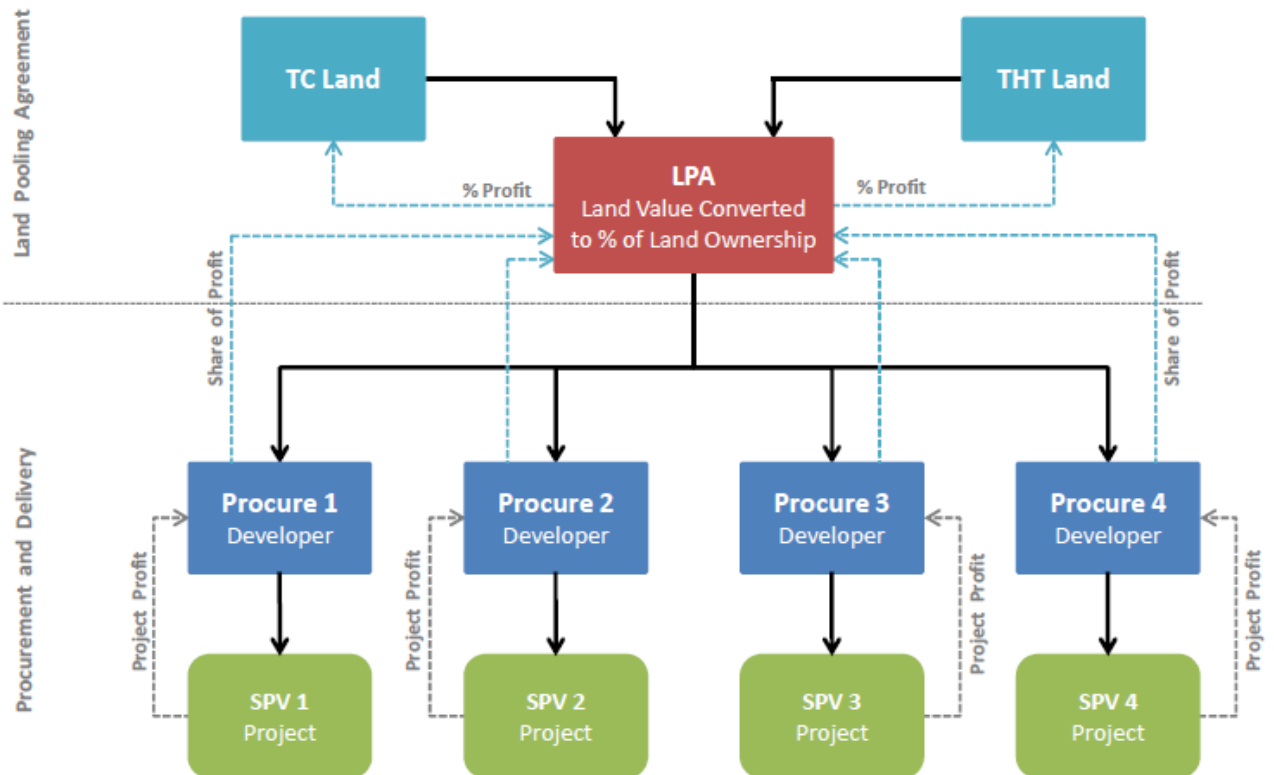 Land Pooling Agreement
TC Land
THT Land
LPA
Land Value Converted
to % of Land Ownership
% Profit
% Profit
Share of Profit
Share of Profit
Procurement and Delivery
Procure 1
Developer
Procure 2
Developer
Procure 3
Developer
Procure 4
Developer
Project Profit
Project Profit
Project Profit
Project Profit
SPV 1
Project
SPV 2
Project
SPV 3
Project
SPV 4
Project